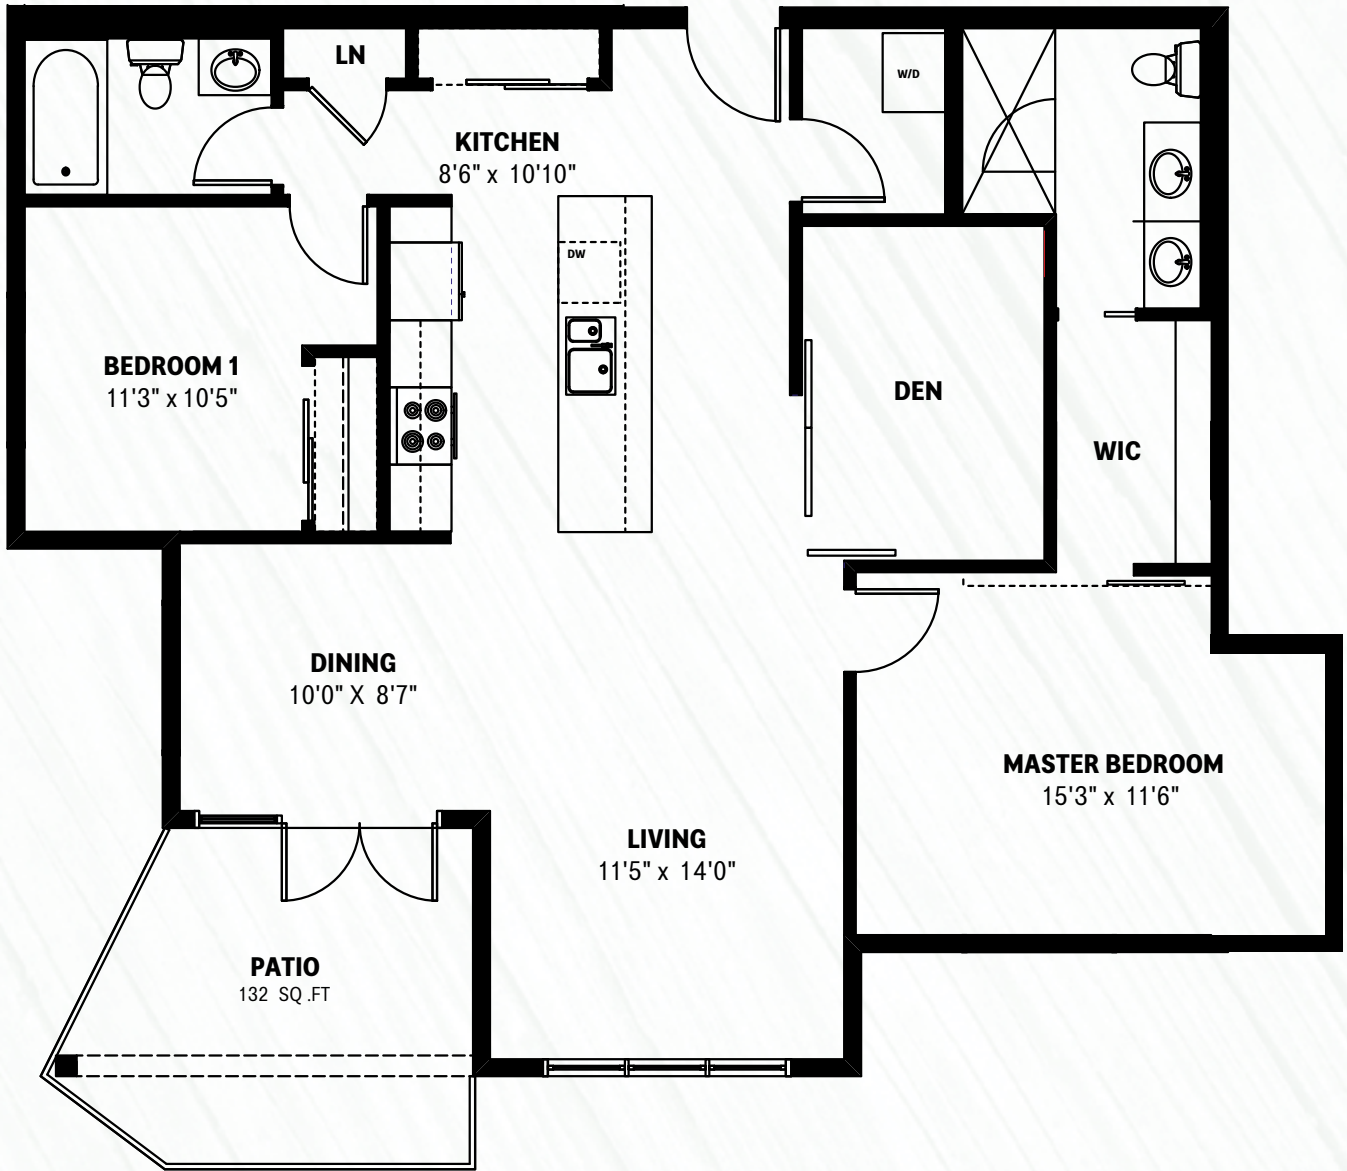 LN
W/D
KITCHEN
8'6" x 10'10"
DW
BEDROOM 1
11'3" x 10'5"
DEN
WIC
DINING
10'0" X 8'7"
MASTER BEDROOM
15'3" x 11'6"
LIVING
11'5" x 14'0"
PATIO
132 SQ.FT